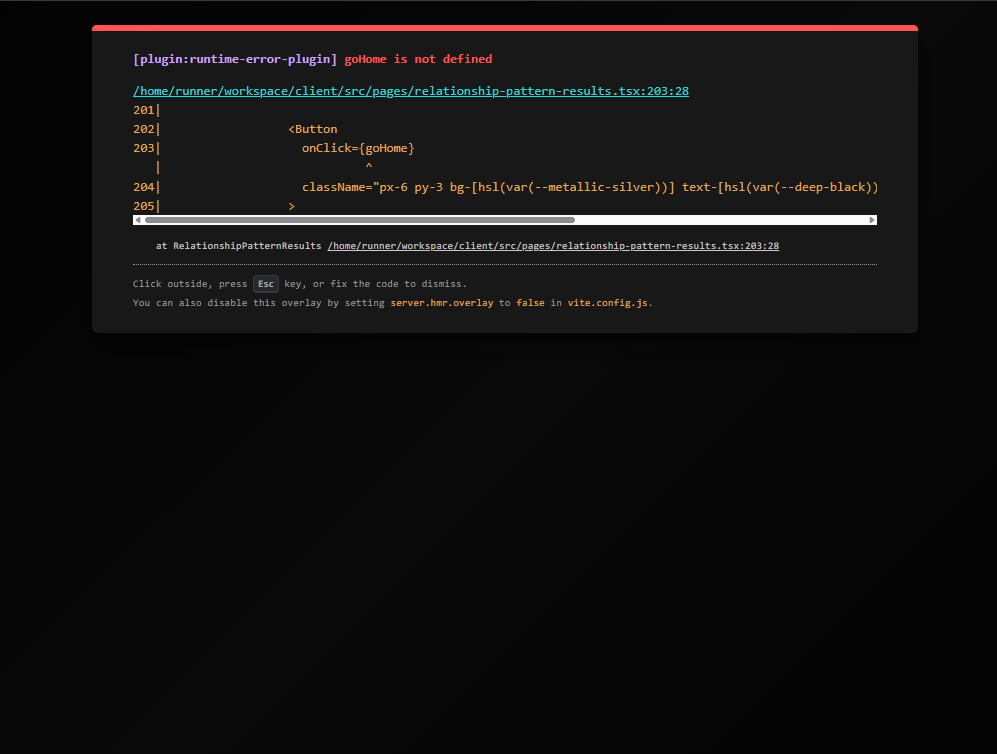 [plugin:runtime-error-plugin] goHome is not defined
/home/runner/workspace/client/src/pages/relationship-pattern-results.tsx:203:28
201|
202|                  <Button
203|                    onClick={goHome}
   |                             ^
204|                    className="px-6 py-3 bg-[hsl(var(--metallic-silver))] text-[hsl(var(--deep-black))
205|                  >
at RelationshipPatternResults /home/runner/workspace/client/src/pages/relationship-pattern-results.tsx:203:28
Click outside, press Esc key, or fix the code to dismiss.
You can also disable this overlay by setting server.hmr.overlay to false in vite.config.js.